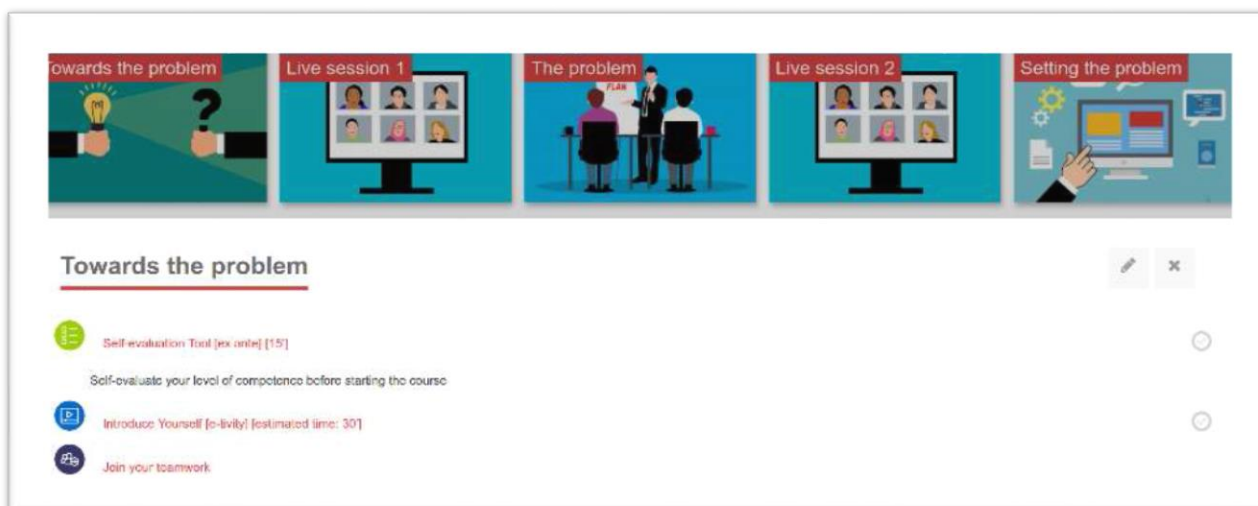 Towards the problem
Live session 1
The problem
Live session 2
Setting the problem
PLAN
Towards the problem
Self-evaluation Tool [ex ante] [15']
Self-evaluate your level of competence before starting the course
Introduce Yourself [e-tivity] [estimated time: 30']
Join your teamwork